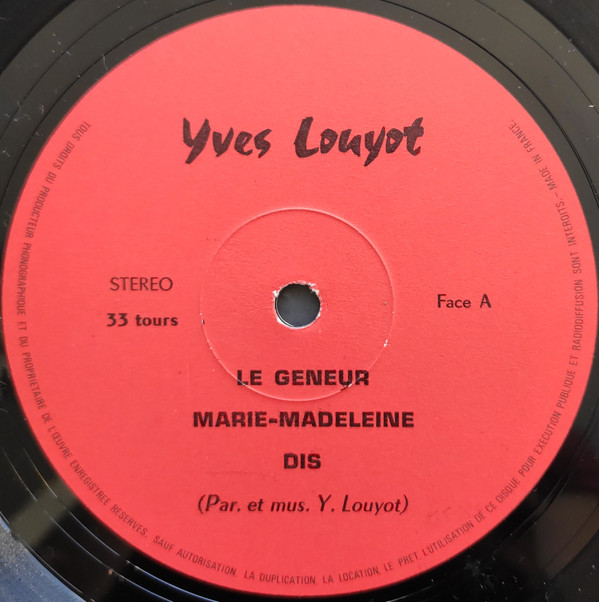 Yves Louyot
STEREO
33 tours
Face A
LE GENEUR
MARIE-MADELEINE
DIS
(Par. et mus. Y. Louyot)
TOUS DROITS DU PRODUCTEUR PHONOGRAPHIQUE ET DU PROPRIETAIRE DE L'ŒUVRE ENREGISTREE RESERVES. SAUF AUTORISATION, LA DUPLICATION, LA LOCATION, LE PRET L'UTILISATION DE CE DISQUE POUR EXECUTION PUBLIQUE ET RADIODIFFUSION SONT INTERDITS - MADE IN FRANCE.